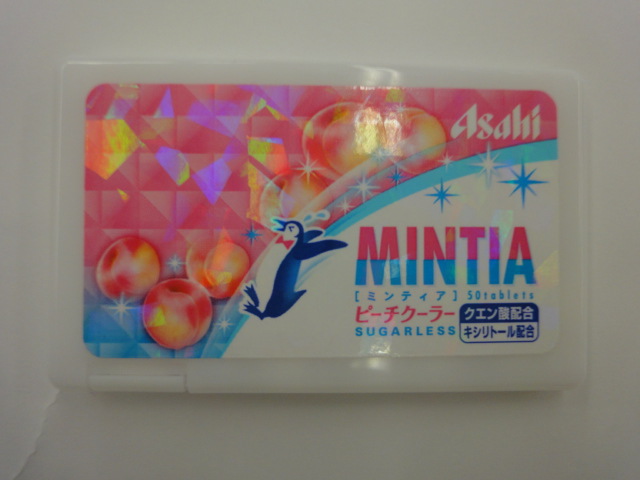 Asahi
MINTIA
[ミンティア] 50tablets
ピーチクーラー
SUGARLESS
クエン酸配合
キシリトール配合